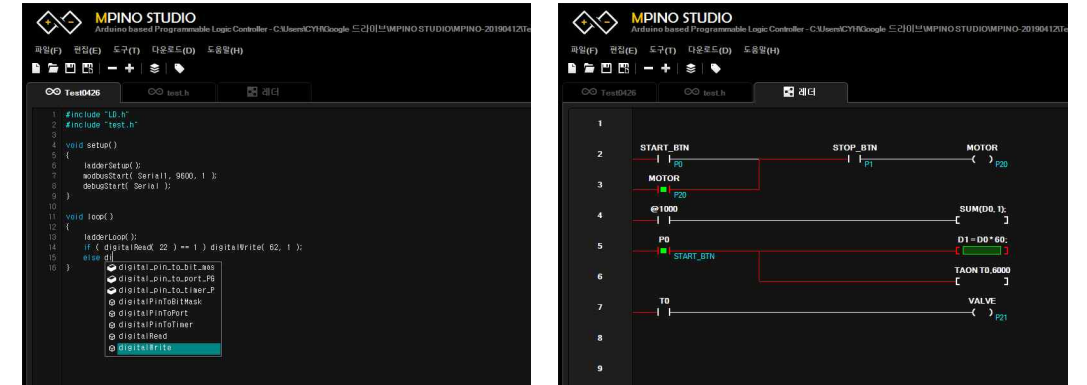 MPINO STUDIO
Arduino based Programmable Logic Controller - C:\Users\CYH\Google 드라이브\MPINO STUDIO\MPINO-20190412\Te
파일(F) 편집(E) 도구(T) 다운로드(D) 도움말(H)
Test0426 test.h 레더
1 #include "LD.h"
2 #include "test.h"
3
4 void setup()
5 {
6 ladderSetup( );
7 modbusStart( Serial1, 9600, 1 );
8 debugStart( Serial );
9 }
10
11 void loop( )
12 {
13 ladderLoop( );
14 if ( digitalRead( 22 ) == 1 ) digitalWrite( 62, 1 );
15 else di
16 }
digital_pin_to_bit_mas
digital_pin_to_port_PG
digital_pin_to_timer_P
digitalPinToBitMask
digitalPinToPort
digitalPinToTimer
digitalRead
digitalWrite
MPINO STUDIO
Arduino based Programmable Logic Controller - C:\Users\CYH\Google 드라이브\MPINO STUDIO\MPINO-20190412\Te
파일(F) 편집(E) 도구(T) 다운로드(D) 도움말(H)
Test0426 test.h 레더
1
START_BTN STOP_BTN MOTOR
2
P0 P1 P20
MOTOR
3
P20
@1000 SUM(D0, 1);
4
P0 D1 = D0 * 60;
5
START_BTN
TAON T0,6000
6
T0 VALVE
7
P21
8
9